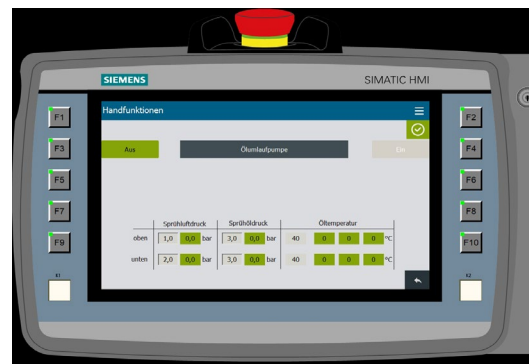 SIEMENS SIMATIC HMI
Handfunktionen
F1 F2
Aus Ölumlaufpumpe Ein
F3 F4
F5 F6
F7 F8
Sprühluftdruck Sprühöldruck Öltemperatur
oben 1,0 0,0 bar 3,0 0,0 bar 40 0 0 0 °C
F9 F10
unten 2,0 0,0 bar 3,0 0,0 bar 40 0 0 0 °C
K1 K2